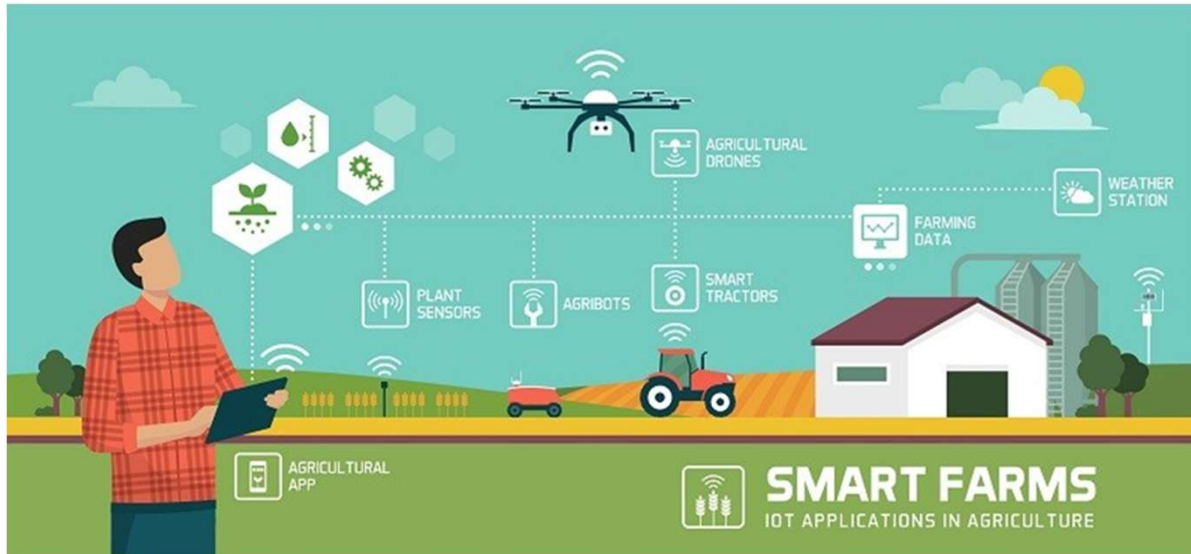 AGRICULTURAL
DRONES
WEATHER
STATION
FARMING
DATA
PLANT
SENSORS
AGRIBOTS
SMART
TRACTORS
AGRICULTURAL
APP
SMART FARMS
IOT APPLICATIONS IN AGRICULTURE